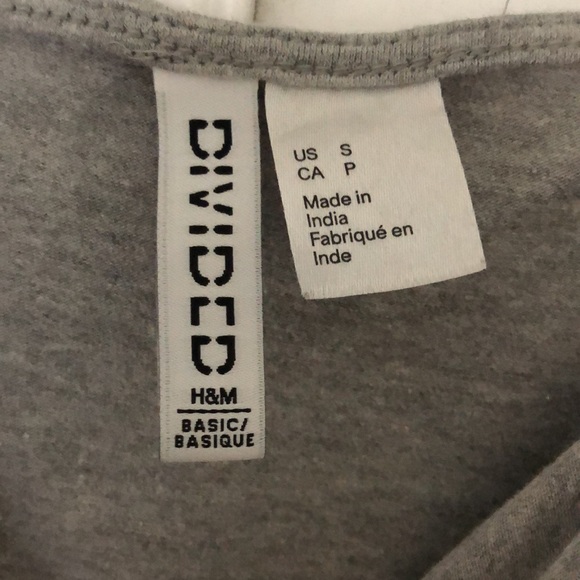 DIVIDED
H&M
BASIC/
BASIQUE
US S
CA P
Made in
India
Fabriqué en
Inde